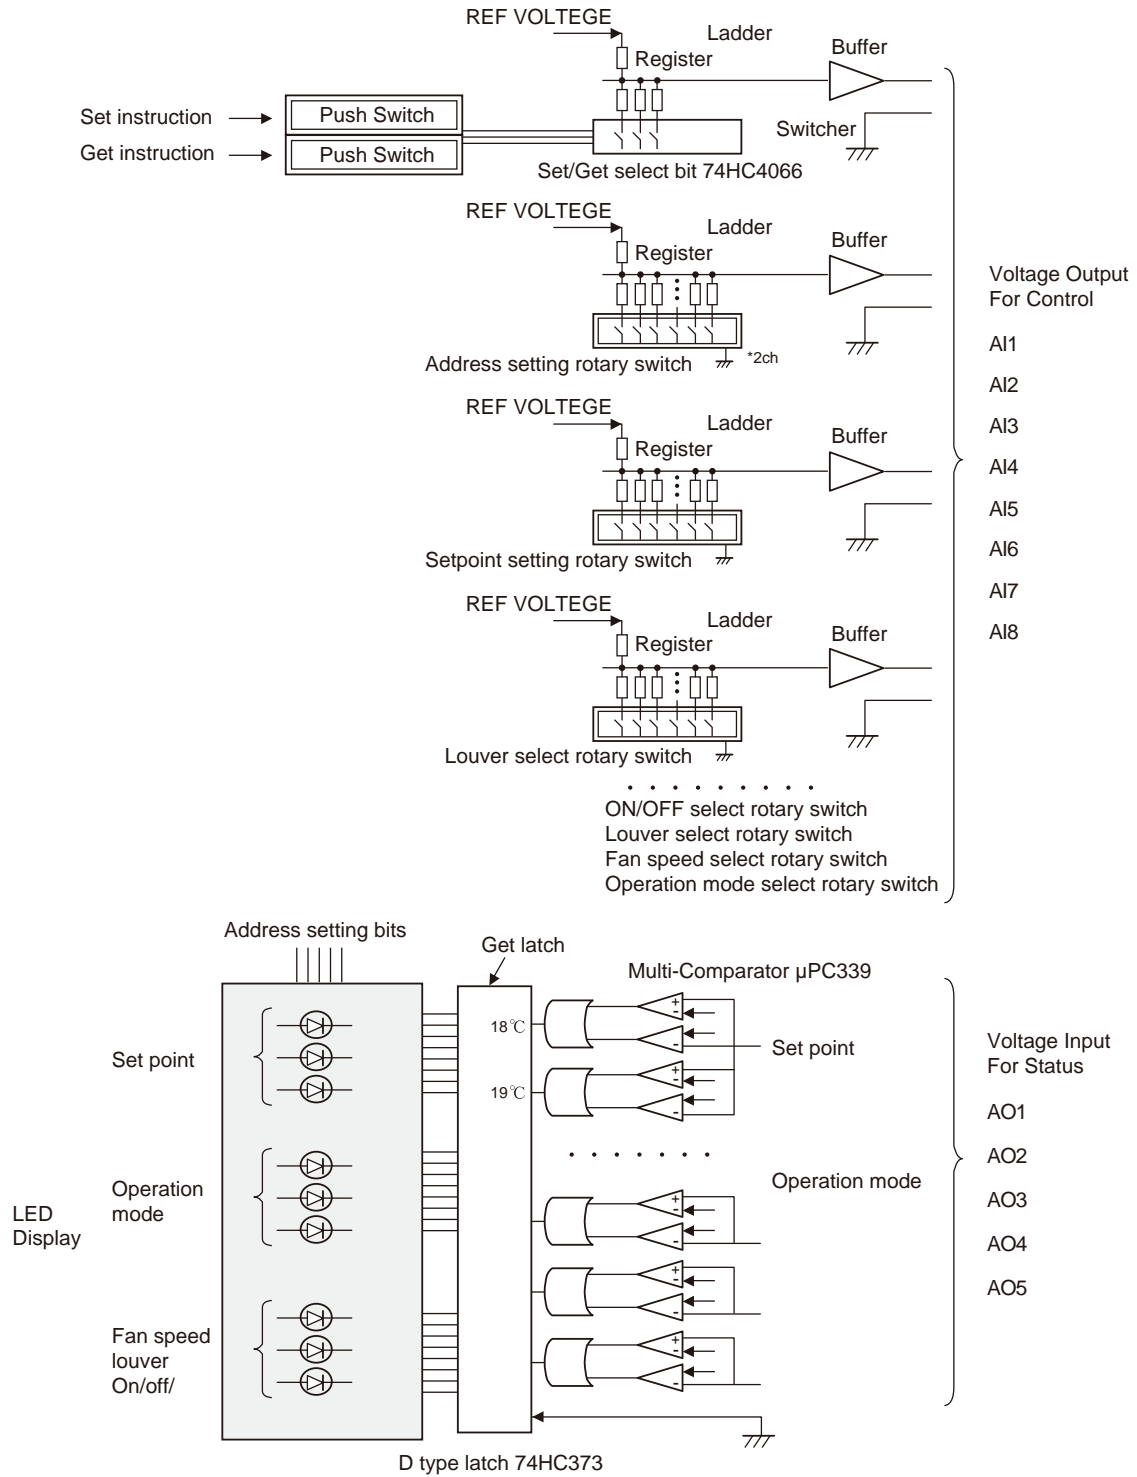 REF VOLTEGE
Ladder
Register
Buffer
Set instruction
Push Switch
Get instruction
Push Switch
Switcher
Set/Get select bit 74HC4066
REF VOLTEGE
Ladder
Register
Buffer
Address setting rotary switch
*2ch
REF VOLTEGE
Ladder
Register
Buffer
Setpoint setting rotary switch
REF VOLTEGE
Ladder
Register
Buffer
Louver select rotary switch
ON/OFF select rotary switch
Louver select rotary switch
Fan speed select rotary switch
Operation mode select rotary switch
Voltage Output
For Control
AI1
AI2
AI3
AI4
AI5
AI6
AI7
AI8
Address setting bits
Get latch
Multi-Comparator µPC339
Set point
18℃
+
-
-
Set point
19℃
+
-
-
Operation
mode
Operation mode
+
-
-
LED
Display
+
-
-
Fan speed
louver
On/off/
+
-
-
D type latch 74HC373
Voltage Input
For Status
AO1
AO2
AO3
AO4
AO5